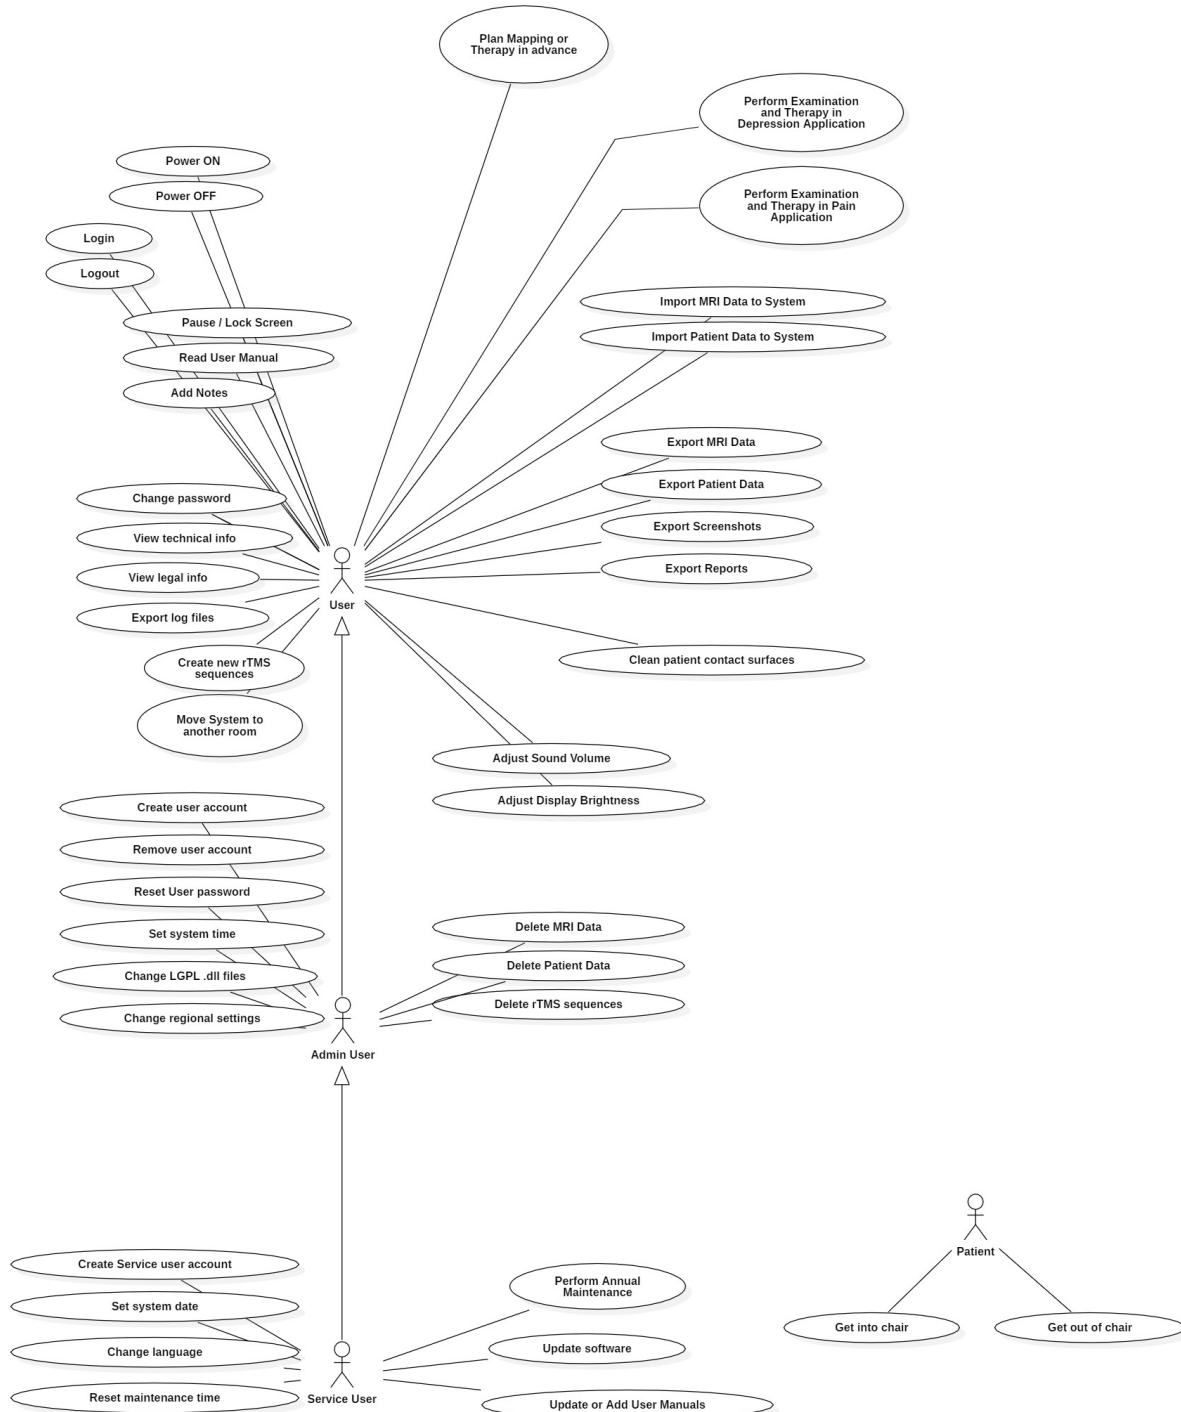 Plan Mapping or
Therapy in advance
Perform Examination
and Therapy in
Depression Application
Power ON
Power OFF
Perform Examination
and Therapy in Pain
Application
Login
Logout
Import MRI Data to System
Pause / Lock Screen
Import Patient Data to System
Read User Manual
Add Notes
Export MRI Data
Export Patient Data
Change password
Export Screenshots
View technical info
Export Reports
View legal info
User
Export log files
Create new rTMS
sequences
Clean patient contact surfaces
Move System to
another room
Adjust Sound Volume
Adjust Display Brightness
Create user account
Remove user account
Reset User password
Delete MRI Data
Set system time
Delete Patient Data
Change LGPL .dll files
Delete rTMS sequences
Change regional settings
Admin User
Patient
Create Service user account
Perform Annual
Maintenance
Set system date
Get into chair
Get out of chair
Update software
Change language
Reset maintenance time
Service User
Update or Add User Manuals